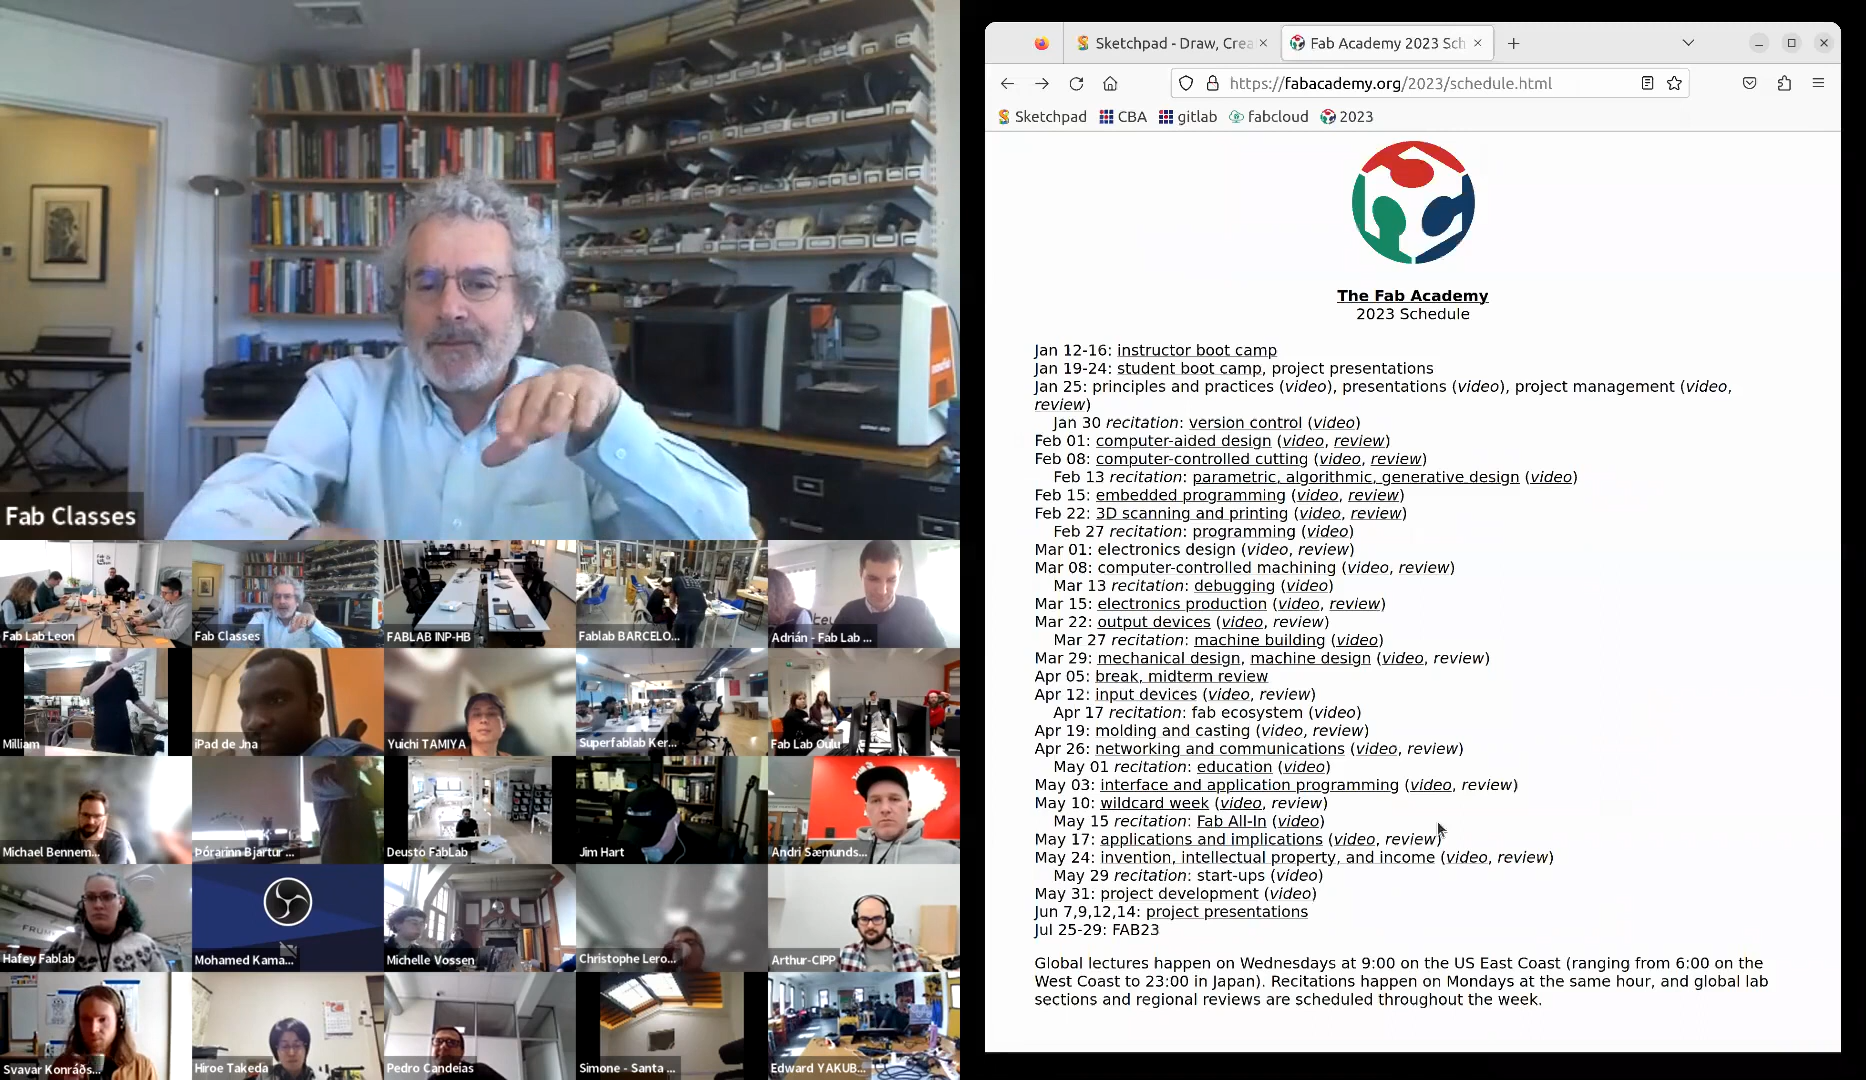 Fab Classes
Fab Lab Leon
Fab Classes
FABLAB INP-HB
Fablab BARCELO...
Adrián - Fab Lab ...
Milliam
iPad de Jna
Yuichi TAMIYA
Superfablab Ker...
Fab Lab Oulu
Michael Bennem...
Þórarinn Bjartur ...
Deusto FabLab
Jim Hart
Andri Sæmunds...
Hafey Fablab
Mohamed Kama...
Michelle Vossen
Christophe Lero...
Arthur-CIPP
Svavar Konráðs...
Hiroe Takeda
Pedro Candeias
Simone - Santa ...
Edward YAKUB...
Sketchpad - Draw, Crea
Fab Academy 2023 Sch
https://fabacademy.org/2023/schedule.html
Sketchpad CBA gitlab fabcloud 2023
The Fab Academy
2023 Schedule
Jan 12-16: instructor boot camp
Jan 19-24: student boot camp, project presentations
Jan 25: principles and practices (video), presentations (video), project management (video,
review)
Jan 30 recitation: version control (video)
Feb 01: computer-aided design (video, review)
Feb 08: computer-controlled cutting (video, review)
Feb 13 recitation: parametric, algorithmic, generative design (video)
Feb 15: embedded programming (video, review)
Feb 22: 3D scanning and printing (video, review)
Feb 27 recitation: programming (video)
Mar 01: electronics design (video, review)
Mar 08: computer-controlled machining (video, review)
Mar 13 recitation: debugging (video)
Mar 15: electronics production (video, review)
Mar 22: output devices (video, review)
Mar 27 recitation: machine building (video)
Mar 29: mechanical design, machine design (video, review)
Apr 05: break, midterm review
Apr 12: input devices (video, review)
Apr 17 recitation: fab ecosystem (video)
Apr 19: molding and casting (video, review)
Apr 26: networking and communications (video, review)
May 01 recitation: education (video)
May 03: interface and application programming (video, review)
May 10: wildcard week (video, review)
May 15 recitation: Fab All-In (video)
May 17: applications and implications (video, review)
May 24: invention, intellectual property, and income (video, review)
May 29 recitation: start-ups (video)
May 31: project development (video)
Jun 7,9,12,14: project presentations
Jul 25-29: FAB23
Global lectures happen on Wednesdays at 9:00 on the US East Coast (ranging from 6:00 on the
West Coast to 23:00 in Japan). Recitations happen on Mondays at the same hour, and global lab
sections and regional reviews are scheduled throughout the week.